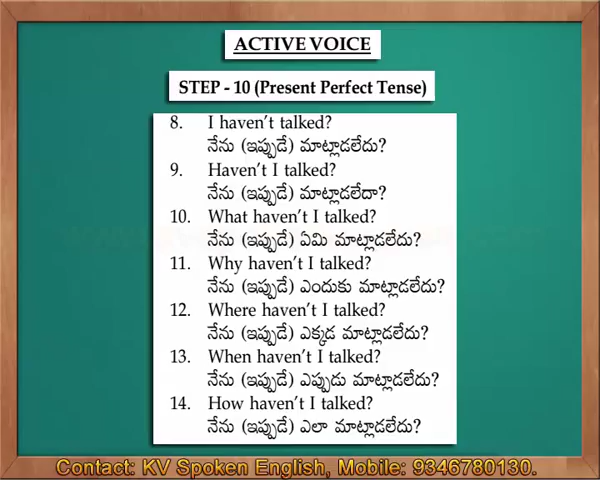 ACTIVE VOICE
STEP - 10 (Present Perfect Tense)
8. I haven't talked?
నేను (ఇప్పుడే) మాట్లాడలేదు?
9. Haven't I talked?
నేను (ఇప్పుడే) మాట్లాడలేదా?
10. What haven't I talked?
నేను (ఇప్పుడే) ఏమి మాట్లాడలేదు?
11. Why haven't I talked?
నేను (ఇప్పుడే) ఎందుకు మాట్లాడలేదు?
12. Where haven't I talked?
నేను (ఇప్పుడే) ఎక్కడ మాట్లాడలేదు?
13. When haven't I talked?
నేను (ఇప్పుడే) ఎప్పుడు మాట్లాడలేదు?
14. How haven't I talked?
నేను (ఇప్పుడే) ఎలా మాట్లాడలేదు?
Contact: KV Spoken English, Mobile: 9346780130.